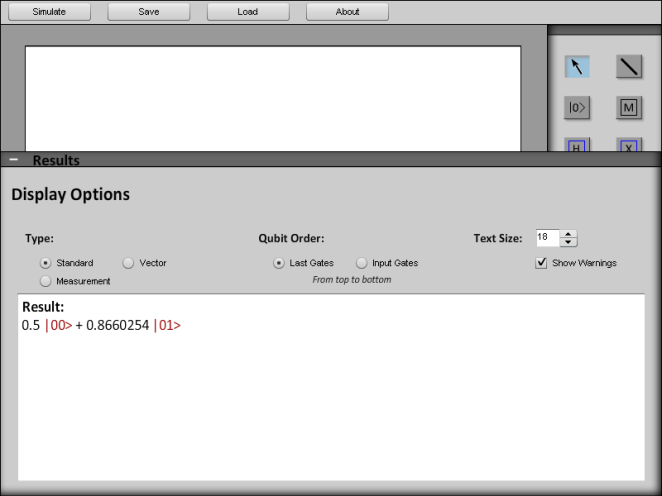 Simulate Save Load About
|0> M
H X
− Results
Display Options
Type: Qubit Order: Text Size: 18
Standard Vector Last Gates Input Gates Show Warnings
Measurement From top to bottom
Result:
0.5 |00> + 0.8660254 |01>